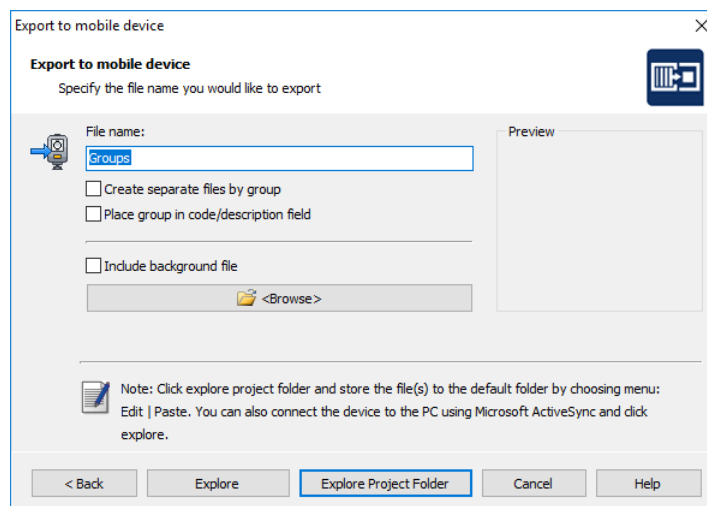 Export to mobile device
Export to mobile device
Specify the file name you would like to export
File name:
Preview
Groups
Create separate files by group
Place group in code/description field
Include background file
<Browse>
Note: Click explore project folder and store the file(s) to the default folder by choosing menu:
Edit | Paste. You can also connect the device to the PC using Microsoft ActiveSync and click
explore.
< Back
Explore
Explore Project Folder
Cancel
Help